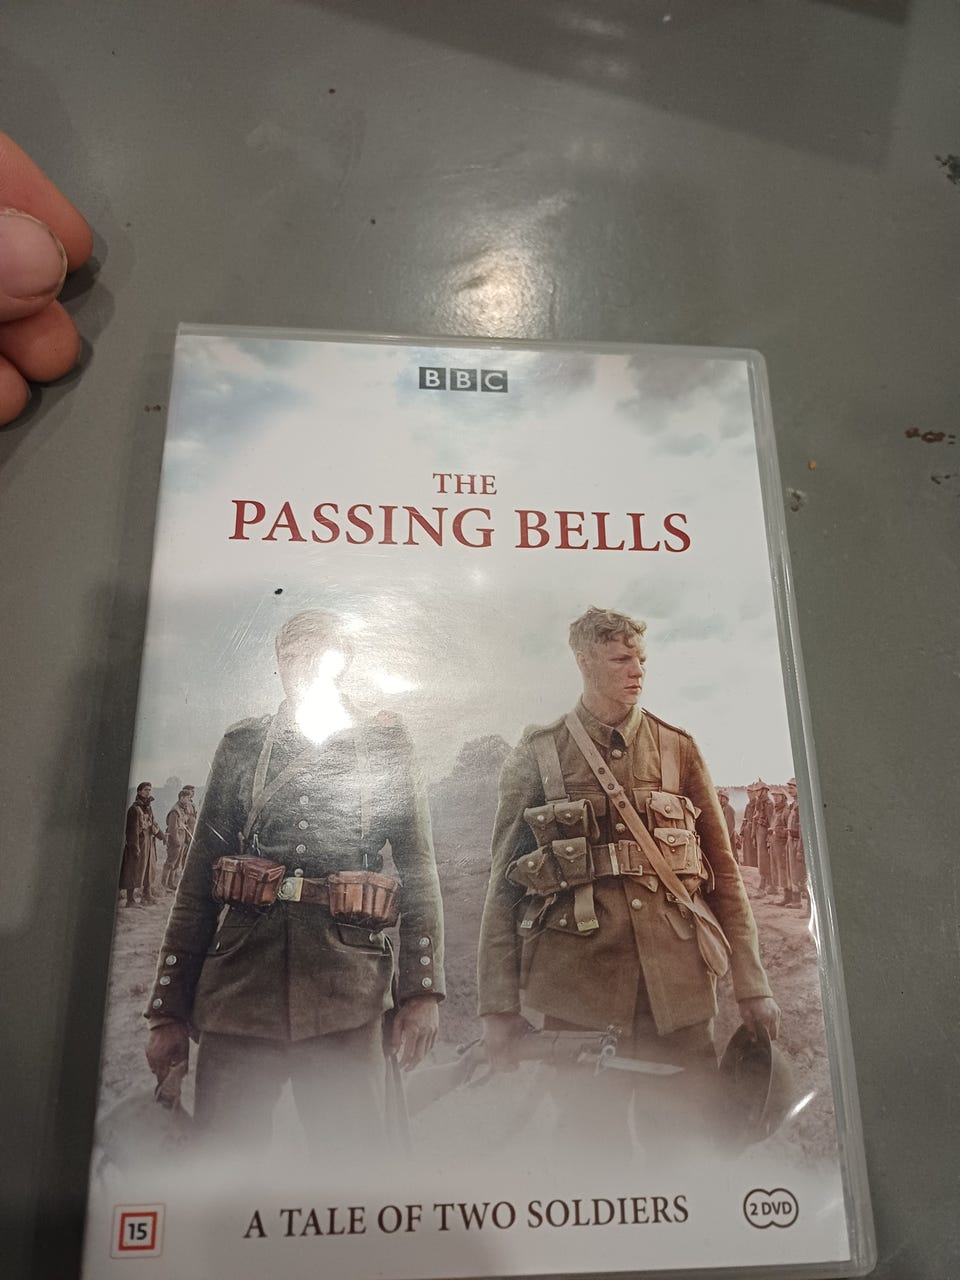 BBC
THE
PASSING BELLS
15
A TALE OF TWO SOLDIERS
2 DVD